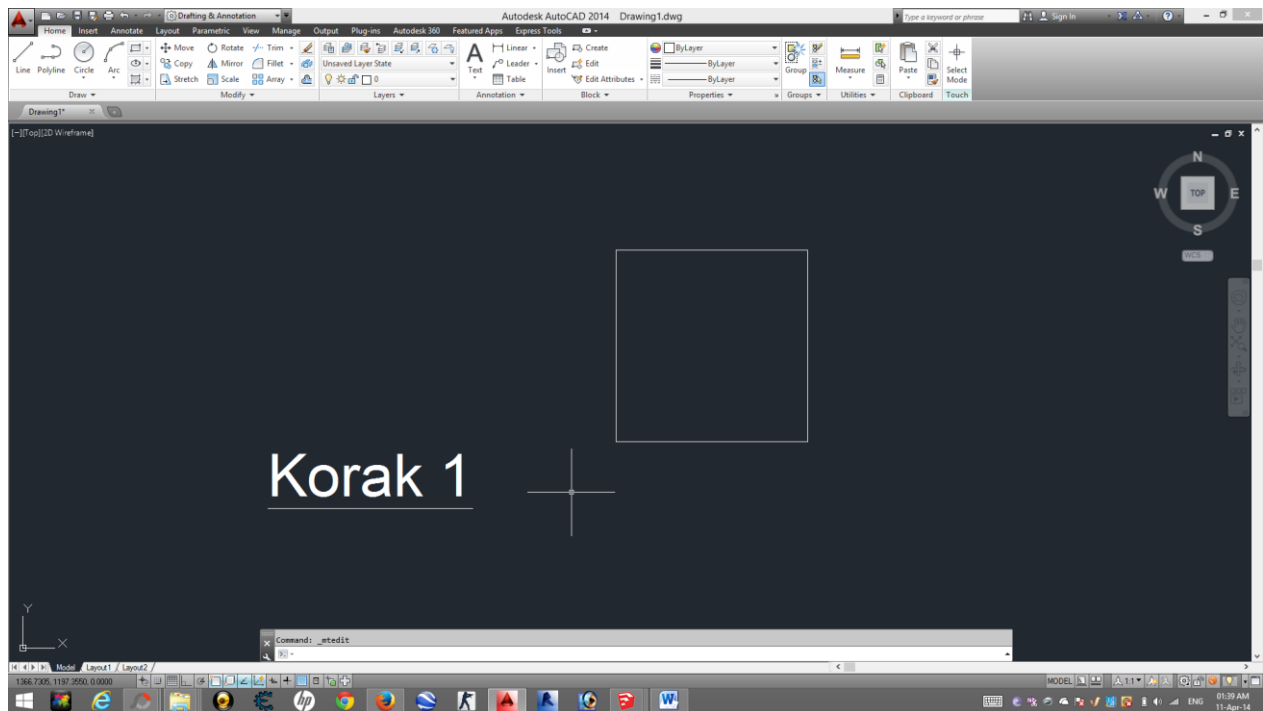 Drafting & Annotation
Autodesk AutoCAD 2014 Drawing1.dwg
Type a keyword or phrase
Sign In
Home Insert Annotate Layout Parametric View Manage Output Plug-ins Autodesk 360 Featured Apps Express Tools
Line Polyline Circle Arc
Move Rotate Trim
Copy Mirror Fillet
Stretch Scale Array
Unsaved Layer State
0
Text
Linear
Leader
Table
Insert
Create
Edit
Edit Attributes
ByLayer
ByLayer
ByLayer
Group
Measure
Paste
Select
Mode
Draw Modify Layers Annotation Block Properties Groups Utilities Clipboard Touch
Drawing1*
[–][Top][2D Wireframe]
N
W TOP E
S
WCS
Korak 1
Y
X
Command: _mtedit
Model Layout1 Layout2
1366.7305, 1197.3550, 0.0000
MODEL
1:1
ENG
01:39 AM
11-Apr-14